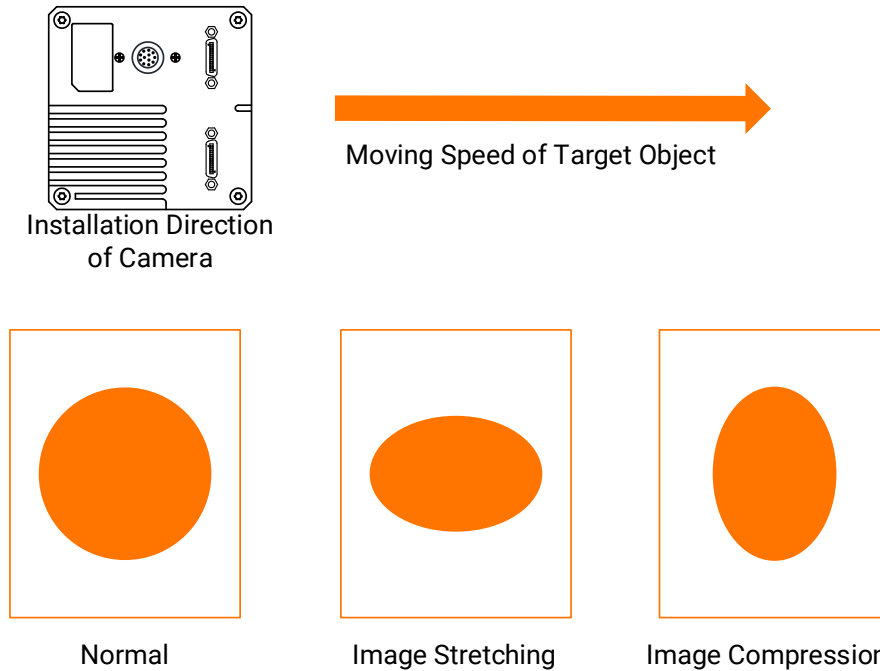 Moving Speed of Target Object
Installation Direction
of Camera
Normal
Image Stretching
Image Compression